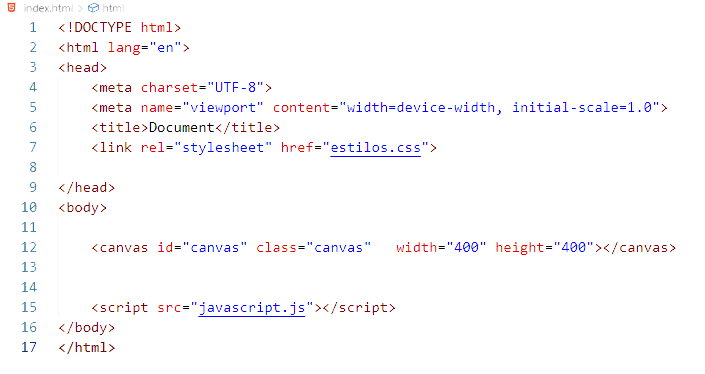 index.html > html
1 <!DOCTYPE html>
2 <html lang="en">
3 <head>
4     <meta charset="UTF-8">
5     <meta name="viewport" content="width=device-width, initial-scale=1.0">
6     <title>Document</title>
7     <link rel="stylesheet" href="estilos.css">
8
9 </head>
10 <body>
11
12     <canvas id="canvas" class="canvas"   width="400" height="400"></canvas>
13
14
15     <script src="javascript.js"></script>
16 </body>
17 </html>